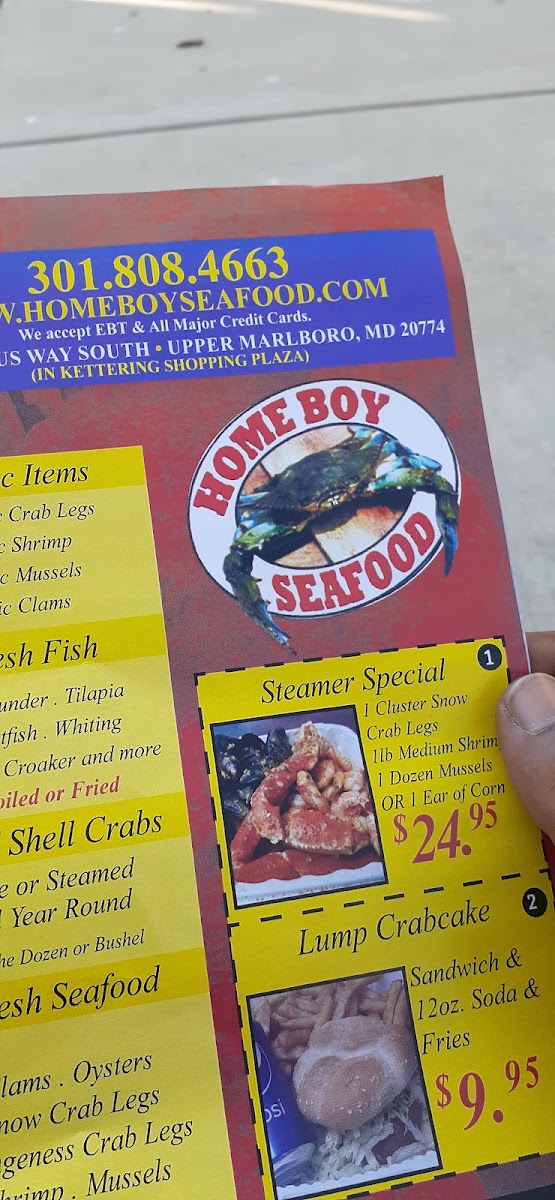 301.808.4663
W.HOMEBOYSEAFOOD.COM
We accept EBT & All Major Credit Cards.
US WAY SOUTH • UPPER MARLBORO, MD 20774
(IN KETTERING SHOPPING PLAZA)
HOME BOY
SEAFOOD
c Items
Crab Legs
c Shrimp
c Mussels
ic Clams
esh Fish
under . Tilapia
tfish . Whiting
Croaker and more
oiled or Fried
Shell Crabs
e or Steamed
Year Round
he Dozen or Bushel
esh Seafood
lams . Oysters
now Crab Legs
ngeness Crab Legs
hrimp . Mussels
1
Steamer Special
1 Cluster Snow
Crab Legs
1lb Medium Shrim
1 Dozen Mussels
OR 1 Ear of Corn
$24.95
2
Lump Crabcake
Sandwich &
12oz. Soda &
Fries
$9.95
psi